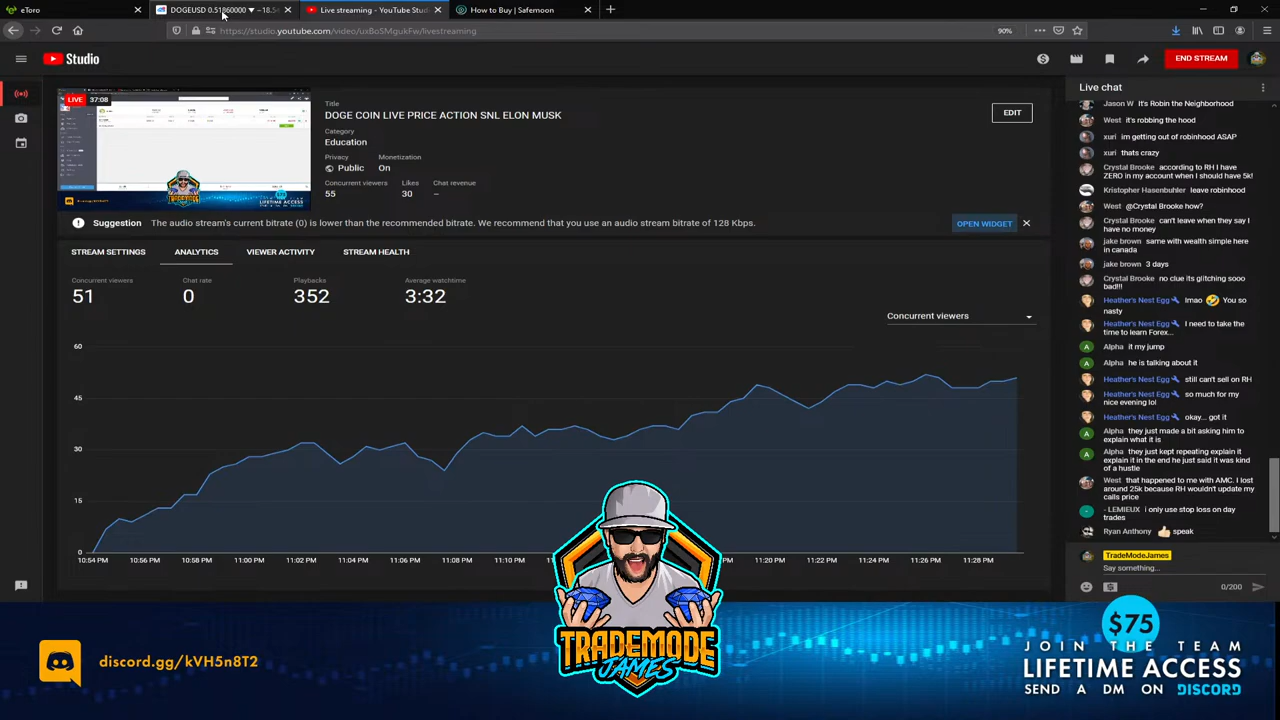 eToro
DOGEUSD 0.51860000 ▼ −18.5
Live streaming - YouTube Stud
How to Buy | Safemoon
https://studio.youtube.com/video/uxBo5MgukFw/livestreaming
90%
Studio
END STREAM
LIVE 37:08
Title
DOGE COIN LIVE PRICE ACTION SNL ELON MUSK
EDIT
Category
Education
Privacy Monetization
Public On
Concurrent viewers Likes Chat revenue
55 30 –
Suggestion The audio stream's current bitrate (0) is lower than the recommended bitrate. We recommend that you use an audio stream bitrate of 128 Kbps.
OPEN WIDGET
STREAM SETTINGS ANALYTICS VIEWER ACTIVITY STREAM HEALTH
Concurrent viewers Chat rate Playbacks Average watchtime
51 0 352 3:32
Concurrent viewers
60
45
30
15
0
10:54 PM 10:56 PM 10:58 PM 11:00 PM 11:02 PM 11:04 PM 11:06 PM 11:08 PM 11:10 PM PM 11:20 PM 11:22 PM 11:24 PM 11:26 PM 11:28 PM
Live chat
Jason W It's Robin the Neighborhood
West it's robbing the hood
xuri im getting out of robinhood ASAP
xuri thats crazy
Crystal Brooke according to RH I have
ZERO in my account when I should have 5k!
Kristopher Hasenbuhler leave robinhood
West @Crystal Brooke how?
Crystal Brooke can't leave when they say I
have no money
jake brown same with wealth simple here
in canada
jake brown 3 days
Crystal Brooke no clue its glitching sooo
bad!!!
Heather's Nest Egg lmao 🤣 You so
nasty
Heather's Nest Egg I need to take the
time to learn Forex...
A Alpha it my jump
A Alpha he is talking about it
Heather's Nest Egg still can't sell on RH
Heather's Nest Egg so much for my
nice evening lol
Heather's Nest Egg okay... got it
A Alpha they just made a bit asking him to
explain what it is
A Alpha they just kept repeating explain it
explain it in the end he just said it was kind
of a hustle
West that happened to me with AMC. I lost
around 25k because RH wouldn't update my
calls price
- LEMIEUX i only use stop loss on day
trades
Ryan Anthony 👍 speak
TradeModeJames
Say something...
0/200
TRADEMODE
JAMES
discord.gg/kVH5n8T2
$75
JOIN THE TEAM
LIFETIME ACCESS
SEND A DM ON DISCORD